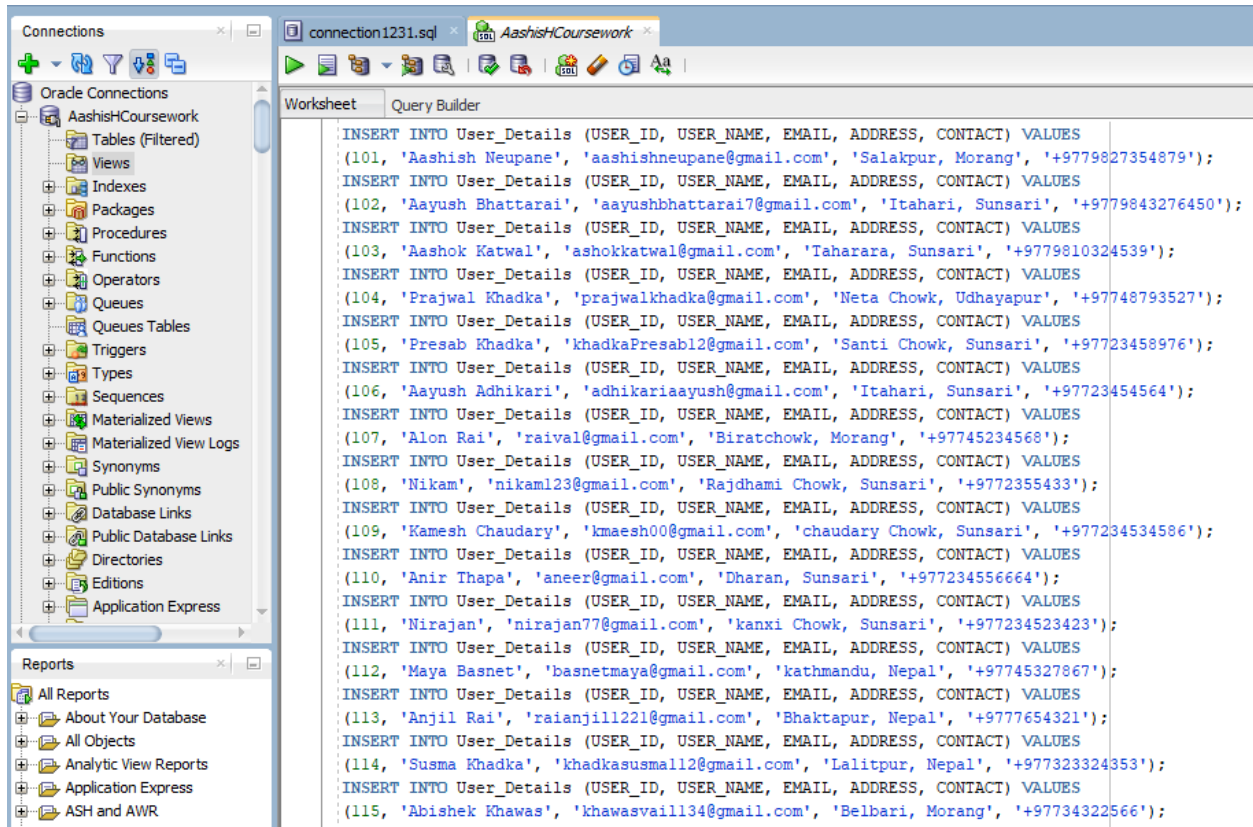 Connections
Oracle Connections
AashisHCoursework
Tables (Filtered)
Views
Indexes
Packages
Procedures
Functions
Operators
Queues
Queues Tables
Triggers
Types
Sequences
Materialized Views
Materialized View Logs
Synonyms
Public Synonyms
Database Links
Public Database Links
Directories
Editions
Application Express
Reports
All Reports
About Your Database
All Objects
Analytic View Reports
Application Express
ASH and AWR
connection1231.sql
AashisHCoursework
Worksheet
Query Builder
INSERT INTO User_Details (USER_ID, USER_NAME, EMAIL, ADDRESS, CONTACT) VALUES
(101, 'Aashish Neupane', 'aashishneupane@gmail.com', 'Salakpur, Morang', '+9779827354879');
INSERT INTO User_Details (USER_ID, USER_NAME, EMAIL, ADDRESS, CONTACT) VALUES
(102, 'Aayush Bhattarai', 'aayushbhattarai7@gmail.com', 'Itahari, Sunsari', '+9779843276450');
INSERT INTO User_Details (USER_ID, USER_NAME, EMAIL, ADDRESS, CONTACT) VALUES
(103, 'Aashok Katwal', 'ashokkatwal@gmail.com', 'Taharara, Sunsari', '+9779810324539');
INSERT INTO User_Details (USER_ID, USER_NAME, EMAIL, ADDRESS, CONTACT) VALUES
(104, 'Prajwal Khadka', 'prajwalkhadka@gmail.com', 'Neta Chowk, Udhayapur', '+97748793527');
INSERT INTO User_Details (USER_ID, USER_NAME, EMAIL, ADDRESS, CONTACT) VALUES
(105, 'Presab Khadka', 'khadkaPresab12@gmail.com', 'Santi Chowk, Sunsari', '+97723458976');
INSERT INTO User_Details (USER_ID, USER_NAME, EMAIL, ADDRESS, CONTACT) VALUES
(106, 'Aayush Adhikari', 'adhikariaayush@gmail.com', 'Itahari, Sunsari', '+97723454564');
INSERT INTO User_Details (USER_ID, USER_NAME, EMAIL, ADDRESS, CONTACT) VALUES
(107, 'Alon Rai', 'raival@gmail.com', 'Biratchowk, Morang', '+97745234568');
INSERT INTO User_Details (USER_ID, USER_NAME, EMAIL, ADDRESS, CONTACT) VALUES
(108, 'Nikam', 'nikam123@gmail.com', 'Rajdhami Chowk, Sunsari', '+9772355433');
INSERT INTO User_Details (USER_ID, USER_NAME, EMAIL, ADDRESS, CONTACT) VALUES
(109, 'Kamesh Chaudary', 'kmaesh00@gmail.com', 'chaudary Chowk, Sunsari', '+977234534586');
INSERT INTO User_Details (USER_ID, USER_NAME, EMAIL, ADDRESS, CONTACT) VALUES
(110, 'Anir Thapa', 'aneer@gmail.com', 'Dharan, Sunsari', '+977234556664');
INSERT INTO User_Details (USER_ID, USER_NAME, EMAIL, ADDRESS, CONTACT) VALUES
(111, 'Nirajan', 'nirajan77@gmail.com', 'kanxi Chowk, Sunsari', '+977234523423');
INSERT INTO User_Details (USER_ID, USER_NAME, EMAIL, ADDRESS, CONTACT) VALUES
(112, 'Maya Basnet', 'basnetmaya@gmail.com', 'kathmandu, Nepal', '+97745327867');
INSERT INTO User_Details (USER_ID, USER_NAME, EMAIL, ADDRESS, CONTACT) VALUES
(113, 'Anjil Rai', 'raianjil1221@gmail.com', 'Bhaktapur, Nepal', '+9777654321');
INSERT INTO User_Details (USER_ID, USER_NAME, EMAIL, ADDRESS, CONTACT) VALUES
(114, 'Susma Khadka', 'khadkasusma112@gmail.com', 'Lalitpur, Nepal', '+977323324353');
INSERT INTO User_Details (USER_ID, USER_NAME, EMAIL, ADDRESS, CONTACT) VALUES
(115, 'Abishek Khawas', 'khawasvai1134@gmail.com', 'Belbari, Morang', '+97734322566');